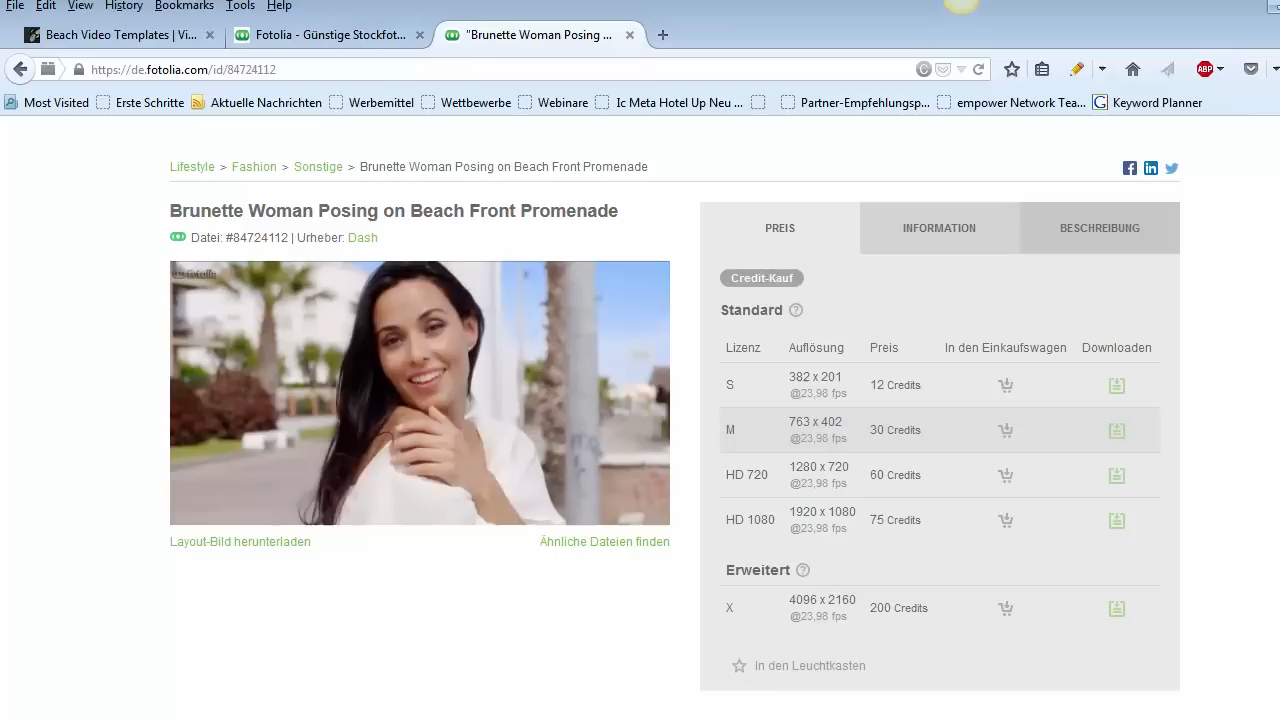 File Edit View History Bookmarks Tools Help
Beach Video Templates | Vi... × Fotolia - Günstige Stockfot... × "Brunette Woman Posing ... × +
https://de.fotolia.com/id/84724112
ABP
Most Visited Erste Schritte Aktuelle Nachrichten Werbemittel Wettbewerbe Webinare Ic Meta Hotel Up Neu ... Partner-Empfehlungsp... empower Network Tea... Keyword Planner
Lifestyle > Fashion > Sonstige > Brunette Woman Posing on Beach Front Promenade
Brunette Woman Posing on Beach Front Promenade
Datei: #84724112 | Urheber: Dash
fotolia
Layout-Bild herunterladen
Ähnliche Dateien finden
PREIS INFORMATION BESCHREIBUNG
Credit-Kauf
Standard ?
Lizenz Auflösung Preis In den Einkaufswagen Downloaden
S 382 x 201 @23,98 fps 12 Credits
M 763 x 402 @23,98 fps 30 Credits
HD 720 1280 x 720 @23,98 fps 60 Credits
HD 1080 1920 x 1080 @23,98 fps 75 Credits
Erweitert ?
X 4096 x 2160 @23,98 fps 200 Credits
In den Leuchtkasten